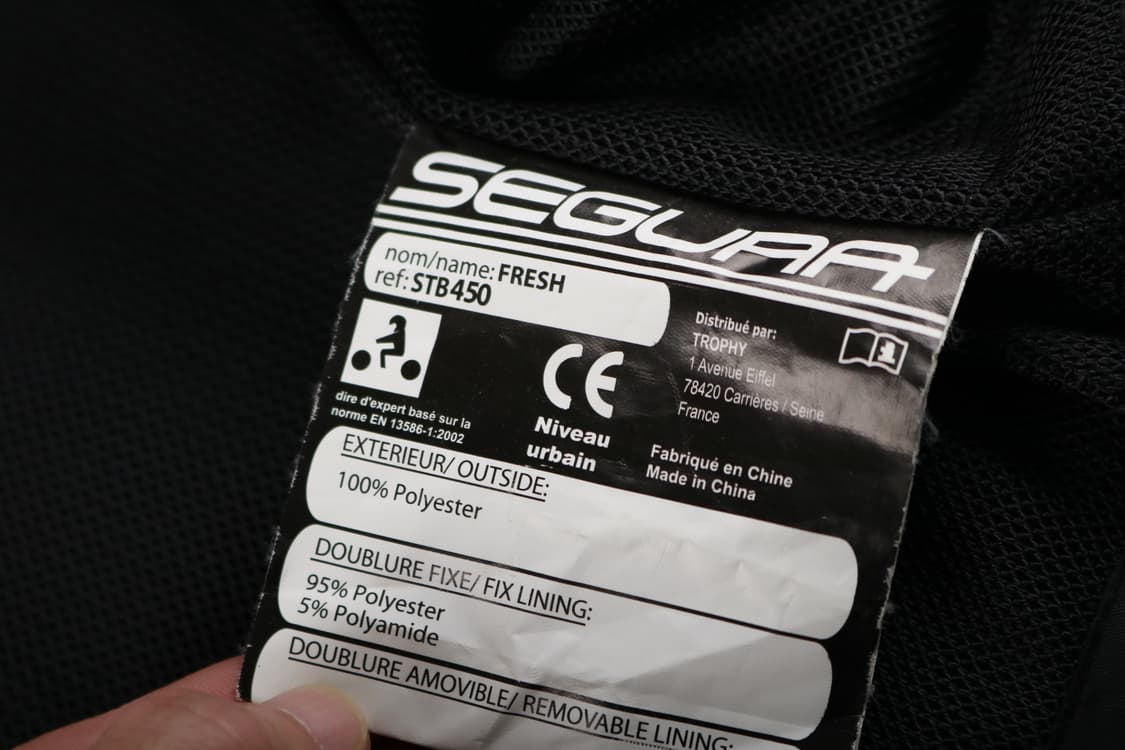 SEGURA
nom/name: FRESH
ref: STB450
dire d'expert basé sur la
norme EN 13586-1:2002
CE
Niveau
urbain
Distribué par:
TROPHY
1 Avenue Eiffel
78420 Carrières / Seine
France
Fabriqué en Chine
Made in China
EXTERIEUR/ OUTSIDE:
100% Polyester
DOUBLURE FIXE/ FIX LINING:
95% Polyester
5% Polyamide
DOUBLURE AMOVIBLE/ REMOVABLE LINING: